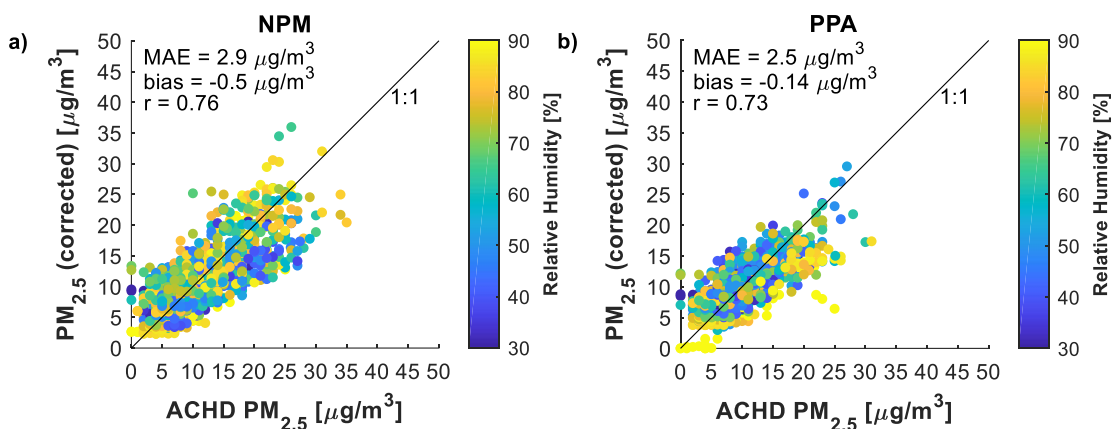 a)
NPM
MAE = 2.9 μg/m³
bias = -0.5 μg/m³
r = 0.76
1:1
50
45
40
35
30
25
20
15
10
5
0
PM₂.₅ (corrected) [μg/m³]
0 5 10 15 20 25 30 35 40 45 50
ACHD PM₂.₅ [μg/m³]
90
80
70
60
50
40
30
Relative Humidity [%]
b)
PPA
MAE = 2.5 μg/m³
bias = -0.14 μg/m³
r = 0.73
1:1
50
45
40
35
30
25
20
15
10
5
0
PM₂.₅ (corrected) [μg/m³]
0 5 10 15 20 25 30 35 40 45 50
ACHD PM₂.₅ [μg/m³]
90
80
70
60
50
40
30
Relative Humidity [%]